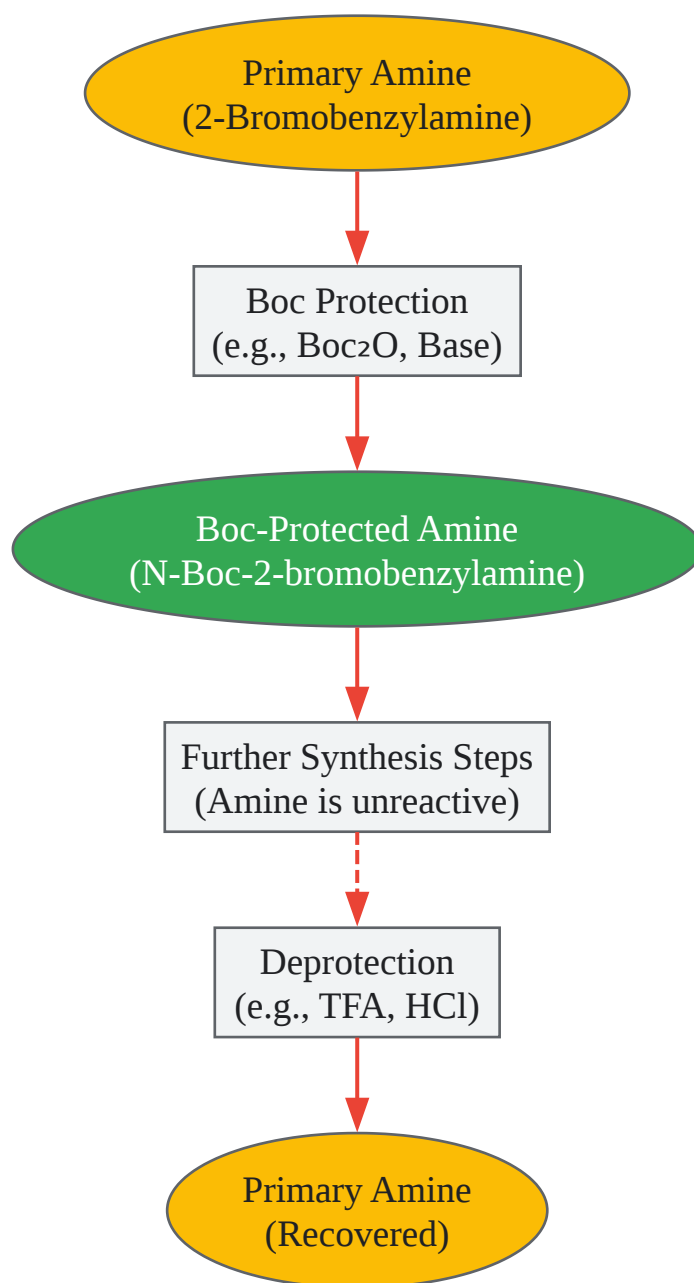 Primary Amine
(2-Bromobenzylamine)
Boc Protection
(e.g., Boc₂O, Base)
Boc-Protected Amine
(N-Boc-2-bromobenzylamine)
Further Synthesis Steps
(Amine is unreactive)
Deprotection
(e.g., TFA, HCl)
Primary Amine
(Recovered)